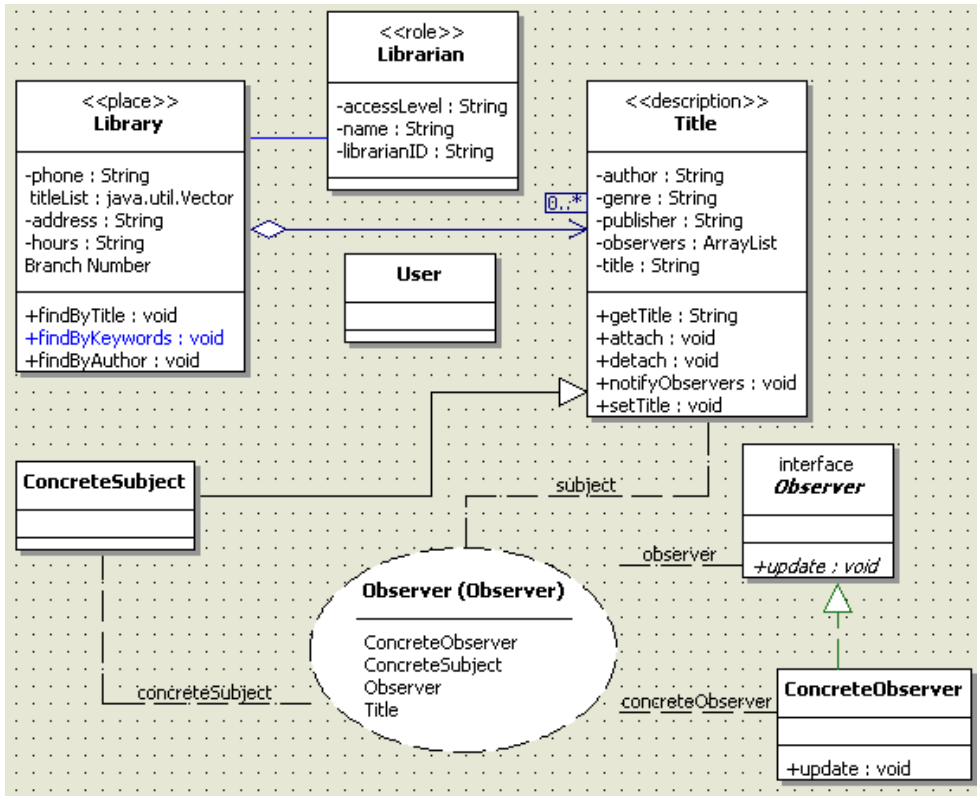 <<role>>
Librarian
-accessLevel : String
-name : String
-librarianID : String
<<place>>
Library
-phone : String
titleList : java.util.Vector
-address : String
-hours : String
Branch Number
+findByTitle : void
+findByKeywords : void
+findByAuthor : void
<<description>>
Title
-author : String
-genre : String
-publisher : String
-observers : ArrayList
-title : String
+getTitle : String
+attach : void
+detach : void
+notifyObservers : void
+setTitle : void
0..*
User
ConcreteSubject
subject
interface
Observer
+update : void
observer
Observer (Observer)
ConcreteObserver
ConcreteSubject
Observer
Title
concreteSubject
concreteObserver
ConcreteObserver
+update : void